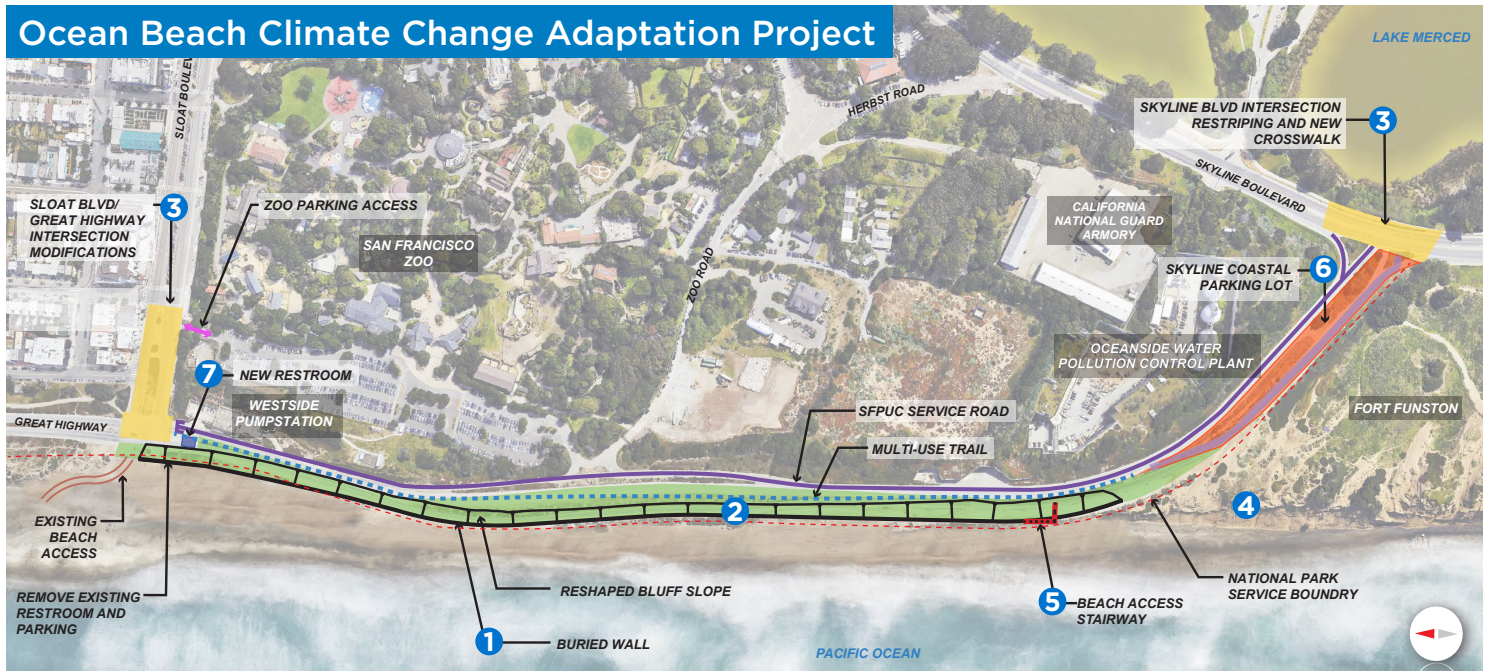 Ocean Beach Climate Change Adaptation Project
LAKE MERCED
SLOAT BOULEV
HERBST ROAD
SKYLINE BLVD INTERSECTION
RESTRIPING AND NEW
CROSSWALK
3
SKYLINE BOULEVARD
SLOAT BLVD/
GREAT HIGHWAY
INTERSECTION
MODIFICATIONS
3
ZOO PARKING ACCESS
SAN FRANCISCO
ZOO
CALIFORNIA
NATIONAL GUARD
ARMORY
ZOO ROAD
SKYLINE COASTAL
PARKING LOT
6
7
NEW RESTROOM
WESTSIDE
PUMPSTATION
OCEANSIDE WATER
POLLUTION CONTROL PLANT
GREAT HIGHWAY
SFPUC SERVICE ROAD
FORT FUNSTON
MULTI-USE TRAIL
2
4
EXISTING
BEACH
ACCESS
REMOVE EXISTING
RESTROOM AND
PARKING
RESHAPED BLUFF SLOPE
NATIONAL PARK
SERVICE BOUNDRY
5
BEACH ACCESS
STAIRWAY
1
BURIED WALL
PACIFIC OCEAN